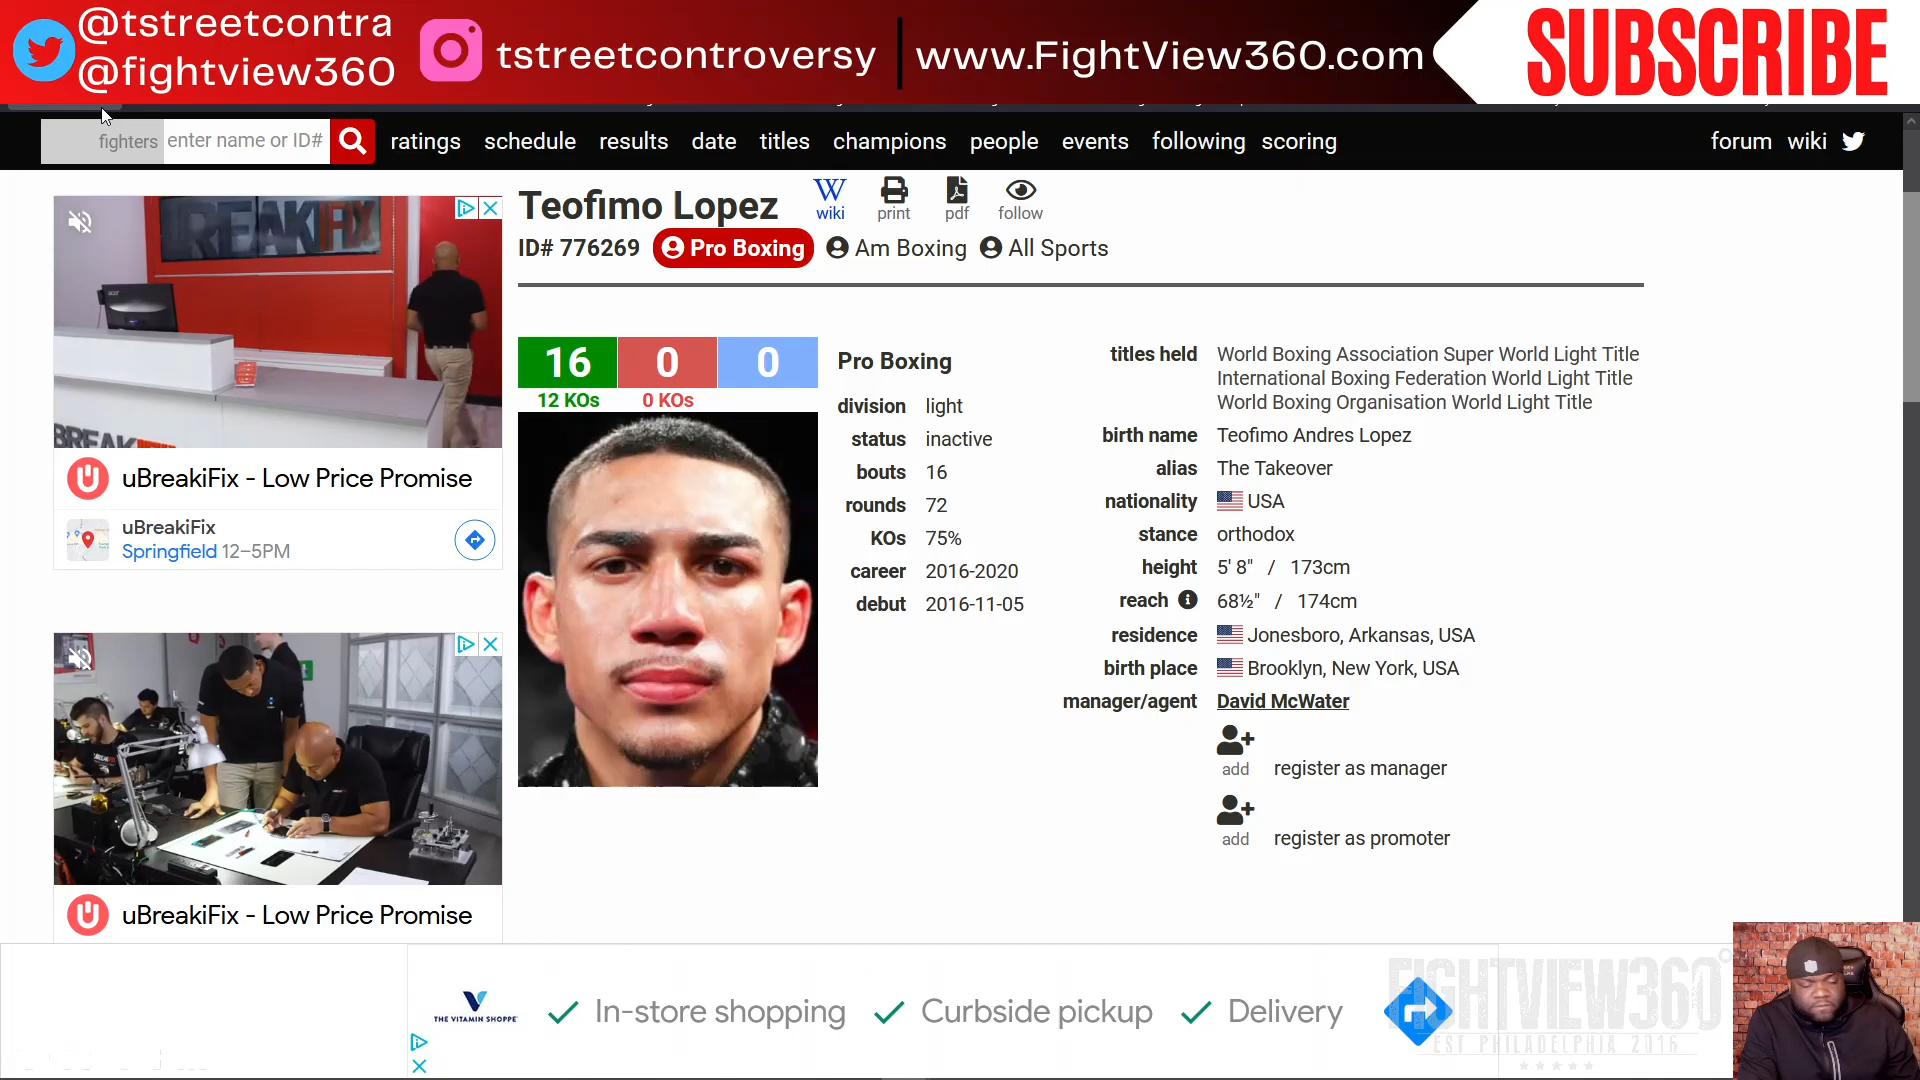 @tstreetcontra
@fightview360
tstreetcontroversy
www.FightView360.com
SUBSCRIBE
fighters
enter name or ID#
ratings schedule results date titles champions people events following scoring
forum wiki
Teofimo Lopez
wiki print pdf follow
ID# 776269 Pro Boxing Am Boxing All Sports
16 0 0
12 KOs 0 KOs
Pro Boxing
division light
status inactive
bouts 16
rounds 72
KOs 75%
career 2016-2020
debut 2016-11-05
titles held World Boxing Association Super World Light Title
International Boxing Federation World Light Title
World Boxing Organisation World Light Title
birth name Teofimo Andres Lopez
alias The Takeover
nationality USA
stance orthodox
height 5' 8" / 173cm
reach 68½" / 174cm
residence Jonesboro, Arkansas, USA
birth place Brooklyn, New York, USA
manager/agent David McWater
add register as manager
add register as promoter
REAKFIX
acer
BREAK
uBreakiFix - Low Price Promise
uBreakiFix
Springfield 12–5PM
uBreakiFix - Low Price Promise
THE VITAMIN SHOPPE
In-store shopping Curbside pickup Delivery
FIGHTVIEW360
EST PHILADELPHIA 2016